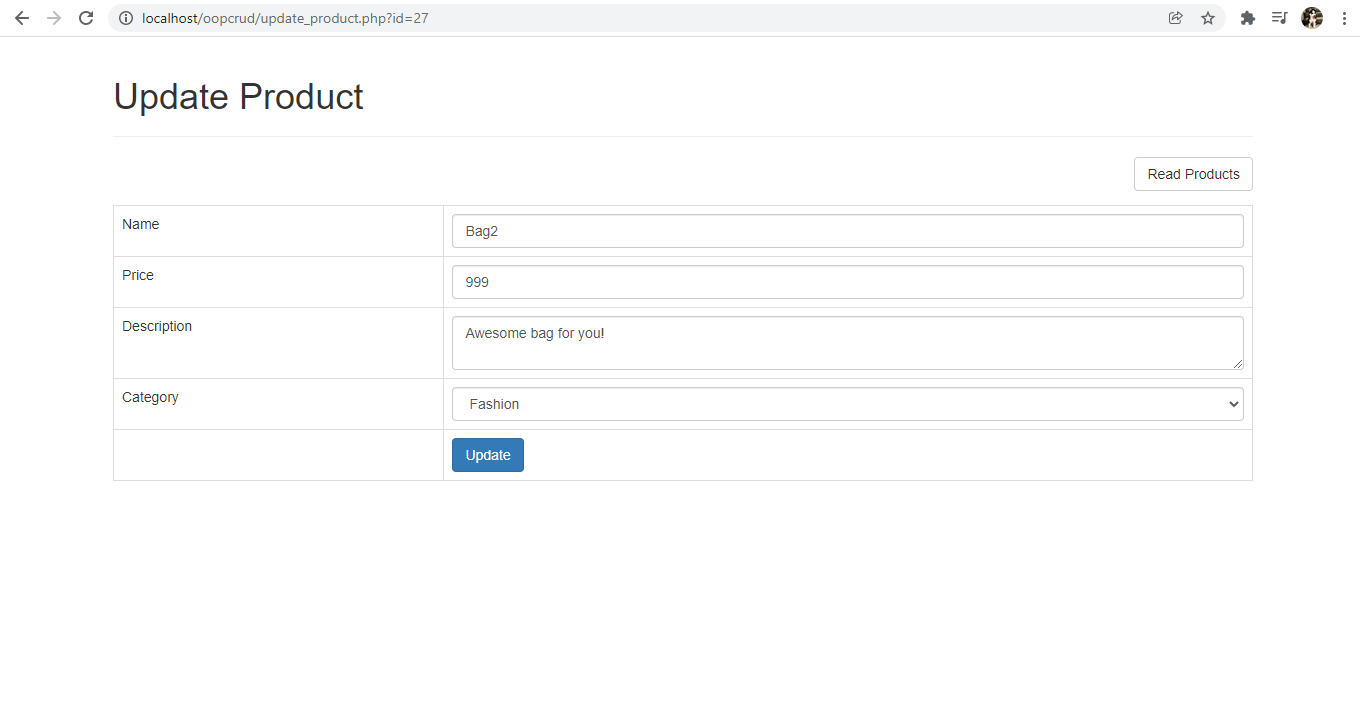 localhost/oopcrud/update_product.php?id=27
Update Product
Read Products
Name
Bag2
Price
999
Description
Awesome bag for you!
Category
Fashion
Update